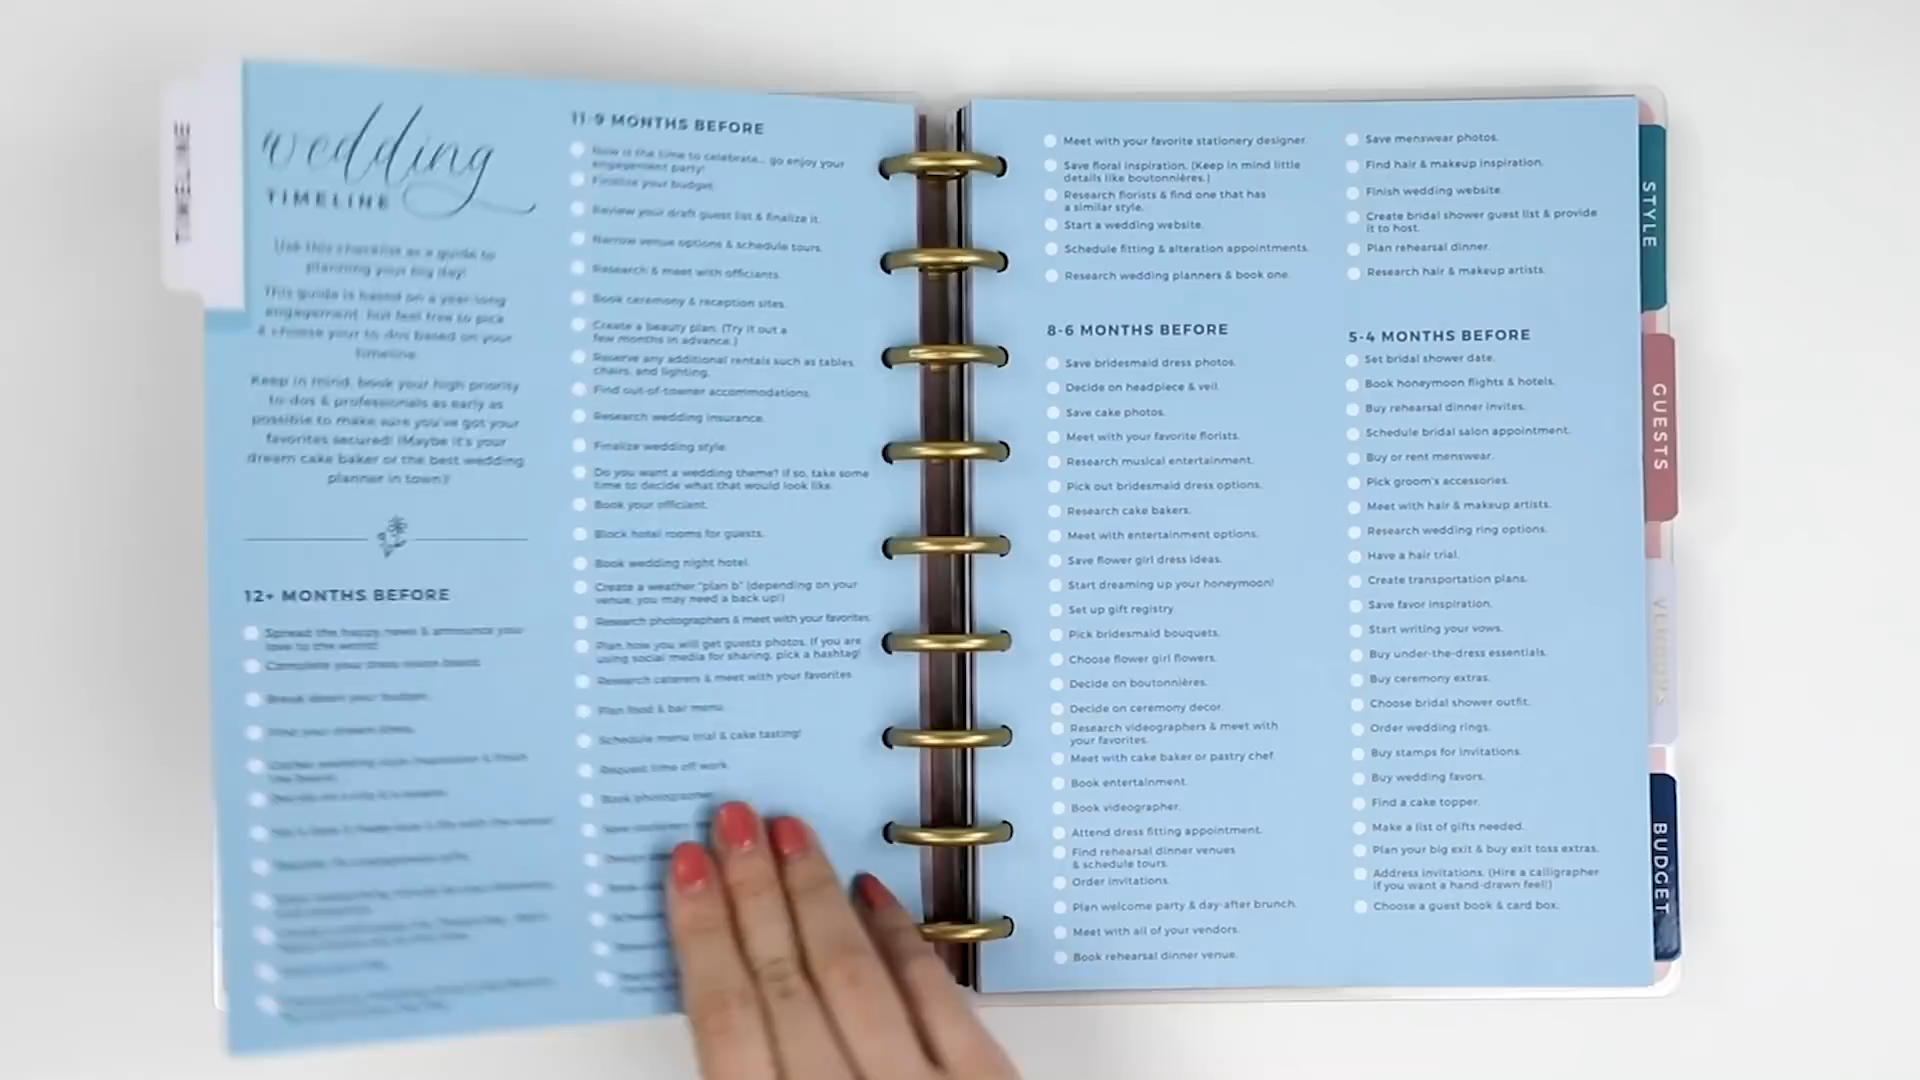 TIMELINE
wedding
TIMELINE
Use this checklist as a guide to
planning your big day!
This guide is based on a year-long
engagement, but feel free to pick
& choose your to-dos based on your
timeline.
Keep in mind, book your high priority
to-dos & professionals as early as
possible to make sure you've got your
favorites secured! (Maybe it's your
dream cake baker or the best wedding
planner in town!)
12+ MONTHS BEFORE
Spread the happy news & announce your
love to the world!
Complete your
Break down your budget.
Find your dream dress.
11-9 MONTHS BEFORE
Now is the time to celebrate... go enjoy your
engagement party!
Finalize your budget.
Review your draft guest list & finalize it.
Narrow venue options & schedule tours.
Research & meet with officiants.
Book ceremony & reception sites.
Create a beauty plan. (Try it out a
few months in advance.)
Reserve any additional rentals such as tables,
chairs, and lighting.
Find out-of-towner accommodations.
Research wedding insurance.
Finalize wedding style.
Do you want a wedding theme? If so, take some
time to decide what that would look like.
Book your officiant.
Block hotel rooms for guests.
Book wedding night hotel.
Create a weather "plan b" (depending on your
venue, you may need a back up!)
Research photographers & meet with your favorites.
Plan how you will get guests photos. If you are
using social media for sharing, pick a hashtag!
Research caterers & meet with your favorites.
Plan food & bar menu.
Schedule menu trial & cake tasting!
Request time off work.
Book photographer.
Meet with your favorite stationery designer.
Save floral inspiration. (Keep in mind little
details like boutonnières.)
Research florists & find one that has
a similar style.
Start a wedding website.
Schedule fitting & alteration appointments.
Research wedding planners & book one.
8-6 MONTHS BEFORE
Save bridesmaid dress photos.
Decide on headpiece & veil.
Save cake photos.
Meet with your favorite florists.
Research musical entertainment.
Pick out bridesmaid dress options.
Research cake bakers.
Meet with entertainment options.
Save flower girl dress ideas.
Start dreaming up your honeymoon!
Set up gift registry.
Pick bridesmaid bouquets.
Choose flower girl flowers.
Decide on boutonnières.
Decide on ceremony decor.
Research videographers & meet with
your favorites.
Meet with cake baker or pastry chef.
Book entertainment.
Book videographer.
Attend dress fitting appointment.
Find rehearsal dinner venues
& schedule tours.
Order invitations.
Plan welcome party & day-after brunch.
Meet with all of your vendors.
Book rehearsal dinner venue.
Save menswear photos.
Find hair & makeup inspiration.
Finish wedding website.
Create bridal shower guest list & provide
it to host.
Plan rehearsal dinner.
Research hair & makeup artists.
5-4 MONTHS BEFORE
Set bridal shower date.
Book honeymoon flights & hotels.
Buy rehearsal dinner invites.
Schedule bridal salon appointment.
Buy or rent menswear.
Pick groom's accessories.
Meet with hair & makeup artists.
Research wedding ring options.
Have a hair trial.
Create transportation plans.
Save favor inspiration.
Start writing your vows.
Buy under-the-dress essentials.
Buy ceremony extras.
Choose bridal shower outfit.
Order wedding rings.
Buy stamps for invitations.
Buy wedding favors.
Find a cake topper.
Make a list of gifts needed.
Plan your big exit & buy exit toss extras.
Address invitations. (Hire a calligrapher
if you want a hand-drawn feel!)
Choose a guest book & card box.
STYLE
GUESTS
VENDORS
BUDGET